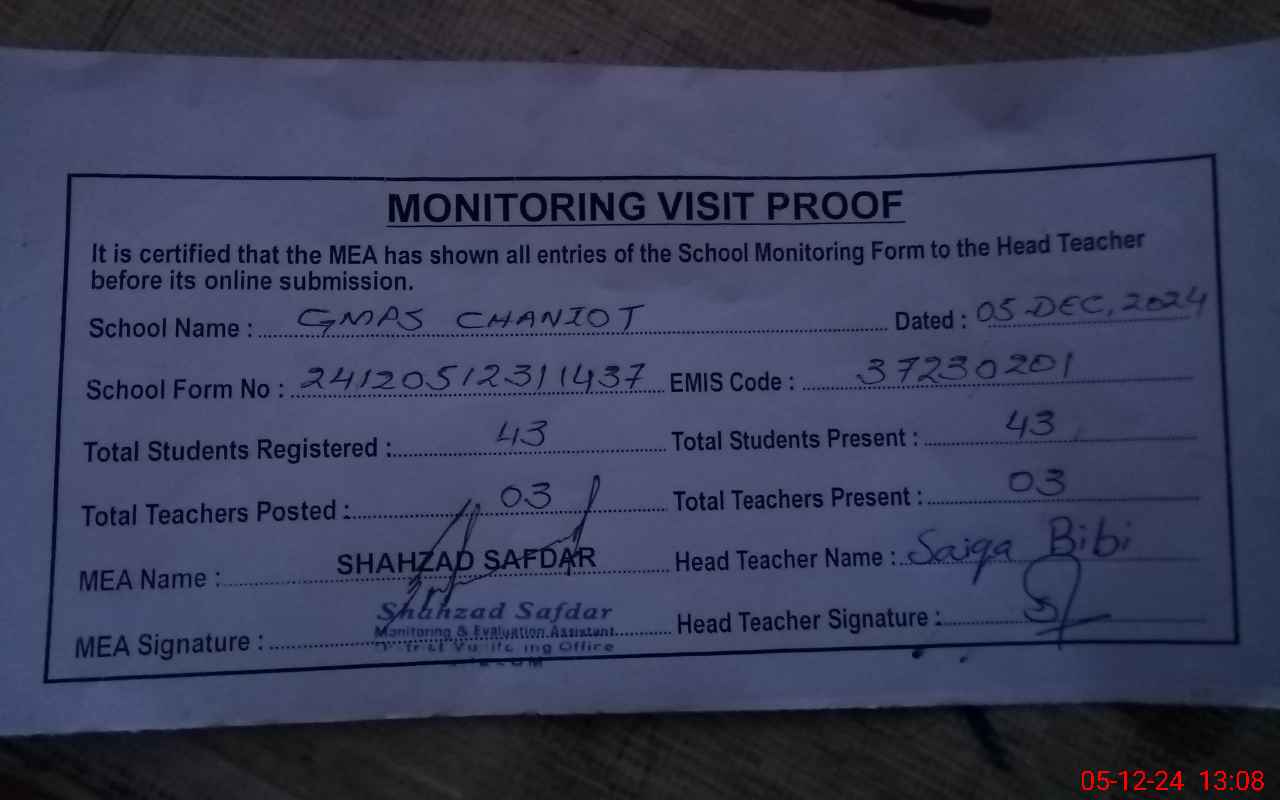 MONITORING VISIT PROOF
It is certified that the MEA has shown all entries of the School Monitoring Form to the Head Teacher
before its online submission.
School Name : GMPS CHANIOT Dated : 05-DEC, 2024
School Form No : 24120512311437 EMIS Code : 37230201
Total Students Registered : 43 Total Students Present : 43
Total Teachers Posted : 03 Total Teachers Present : 03
MEA Name : SHAHZAD SAFDAR Head Teacher Name : Saiqa Bibi
Shahzad Safdar
Monitoring & Evaluation Assistant
MEA Signature : Head Teacher Signature :
Office
05-12-24 13:08